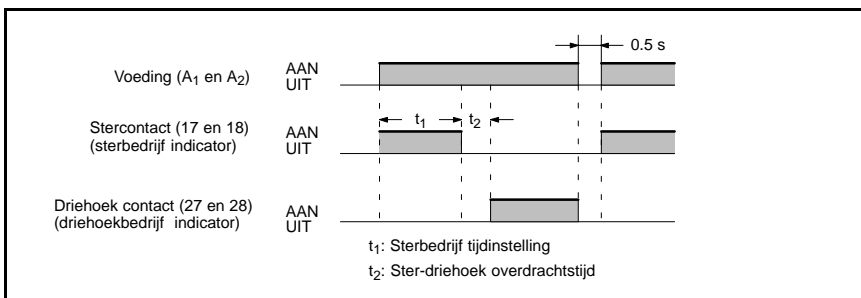 0.5 s
Voeding (A1 en A2)
AAN
UIT
Stercontact (17 en 18)
(sterbedrijf indicator)
AAN
UIT
t1
t2
Driehoek contact (27 en 28)
(driehoekbedrijf indicator)
AAN
UIT
t1: Sterbedrijf tijdinstelling
t2: Ster-driehoek overdrachtstijd